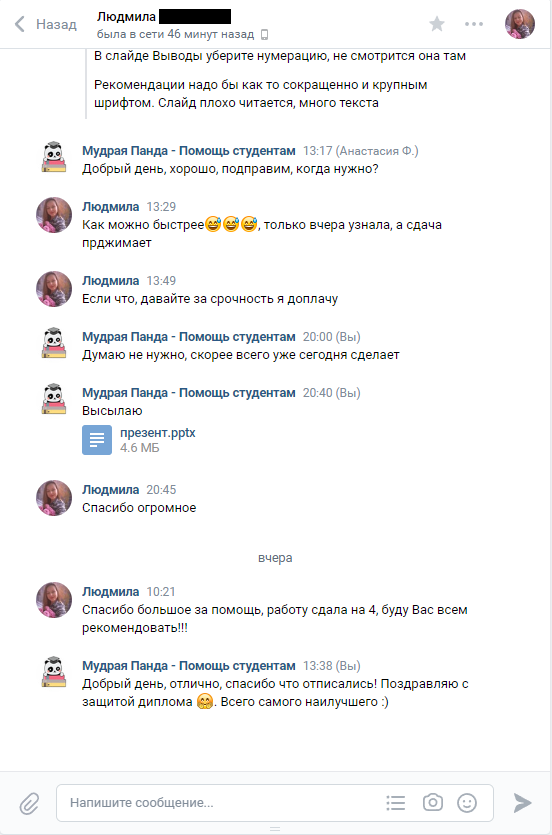 Назад
Людмила
была в сети 46 минут назад
В слайде Выводы уберите нумерацию, не смотрится она там
Рекомендации надо бы как то сокращенно и крупным
шрифтом. Слайд плохо читается, много текста
Мудрая Панда - Помощь студентам 13:17 (Анастасия Ф.)
Добрый день, хорошо, подправим, когда нужно?
Людмила 13:29
Как можно быстрее😅😅😅, только вчера узнала, а сдача
прджимает
Людмила 13:49
Если что, давайте за срочность я доплачу
Мудрая Панда - Помощь студентам 20:00 (Вы)
Думаю не нужно, скорее всего уже сегодня сделает
Мудрая Панда - Помощь студентам 20:40 (Вы)
Высылаю
презент.pptx
4.6 МБ
Людмила 20:45
Спасибо огромное
вчера
Людмила 10:21
Спасибо большое за помощь, работу сдала на 4, буду Вас всем
рекомендовать!!!
Мудрая Панда - Помощь студентам 13:38 (Вы)
Добрый день, отлично, спасибо что отписались! Поздравляю с
защитой диплома 🤗. Всего самого наилучшего :)
Напишите сообщение...